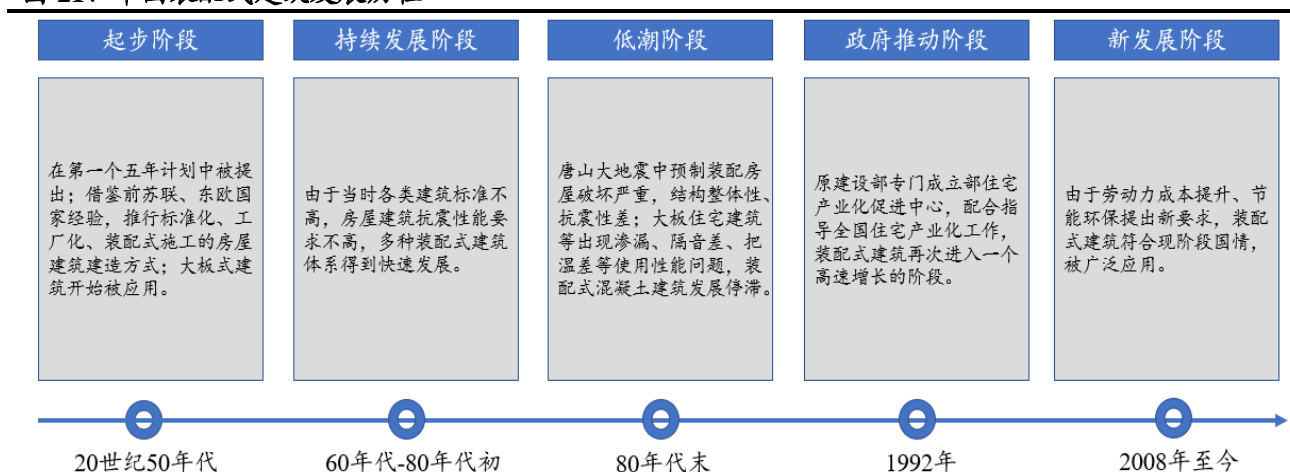 起步阶段
持续发展阶段
低潮阶段
政府推动阶段
新发展阶段
在第一个五年计划中被提
出；借鉴前苏联、东欧国
家经验，推行标准化、工
厂化、装配式施工的房屋
建筑建造方式；大板式建
筑开始被应用。
由于当时各类建筑标准不
高，房屋建筑抗震性能要
求不高，多种装配式建筑
体系得到快速发展。
唐山大地震中预制装配房
屋破坏严重，结构整体性、
抗震性差；大板住宅建筑
等出现渗漏、隔音差、把
温差等使用性能问题，装
配式混凝土建筑发展停滞。
原建设部专门成立部住宅
产业化促进中心，配合指
导全国住宅产业化工作，
装配式建筑再次进入一个
高速增长的阶段。
由于劳动力成本提升、节
能环保提出新要求，装配
式建筑符合现阶段国情，
被广泛应用。
20世纪50年代
60年代-80年代初
80年代末
1992年
2008年至今